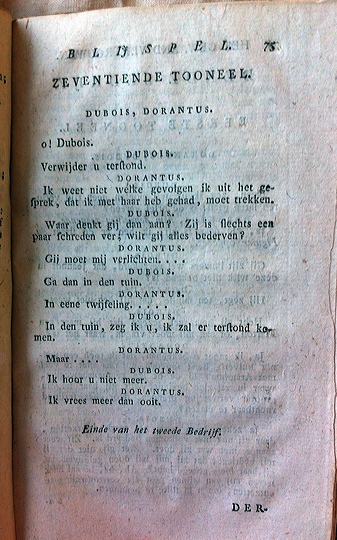 BLIJSPEL. 75
ZEVENTIENDE TOONEEL.
DUBOIS, DORANTUS.
o! Dubois.
DUBOIS.
Verwijder u terſtond.
DORANTUS.
Ik weet niet welke gevolgen ik uit het ge-
ſprek, dat ik met haar heb gehad, moet trekken.
DUBOIS.
Waar denkt gij dan aan? Zij is ſlechts een
paar ſchreden ver; wilt gij alles bederven?
DORANTUS.
Gij moet mij verlichten. . . .
DUBOIS.
Ga dan in den tuin.
DORANTUS.
In eene twijfeling. . . . .
DUBOIS.
In den tuin, zeg ik u, ik zal er terſtond ko-
men.
DORANTUS.
Maar . . . .
DUBOIS.
Ik hoor u niet meer.
DORANTUS.
Ik vrees meer dan ooit.
Einde van het tweede Bedrijf.
DER-